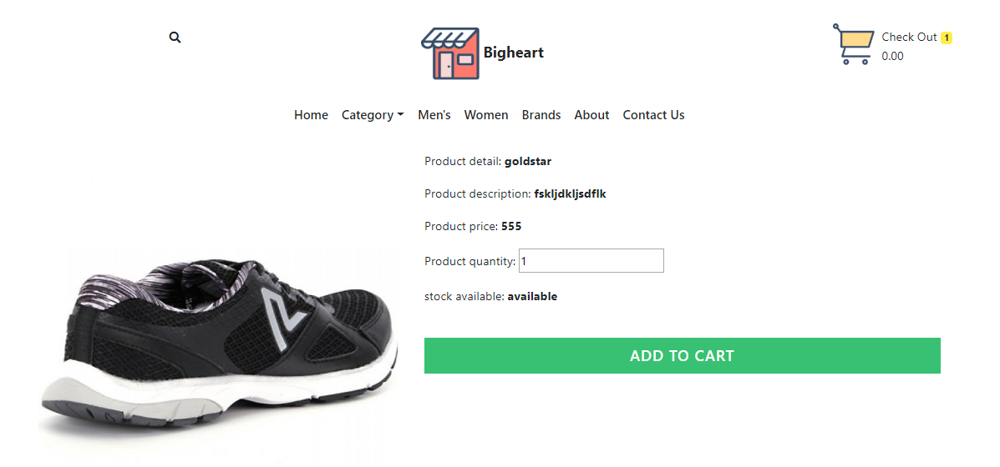 Bigheart
Check Out 1
0.00
Home Category Men's Women Brands About Contact Us
Product detail: goldstar
Product description: fskljdkljsdflk
Product price: 555
Product quantity: 1
stock available: available
ADD TO CART